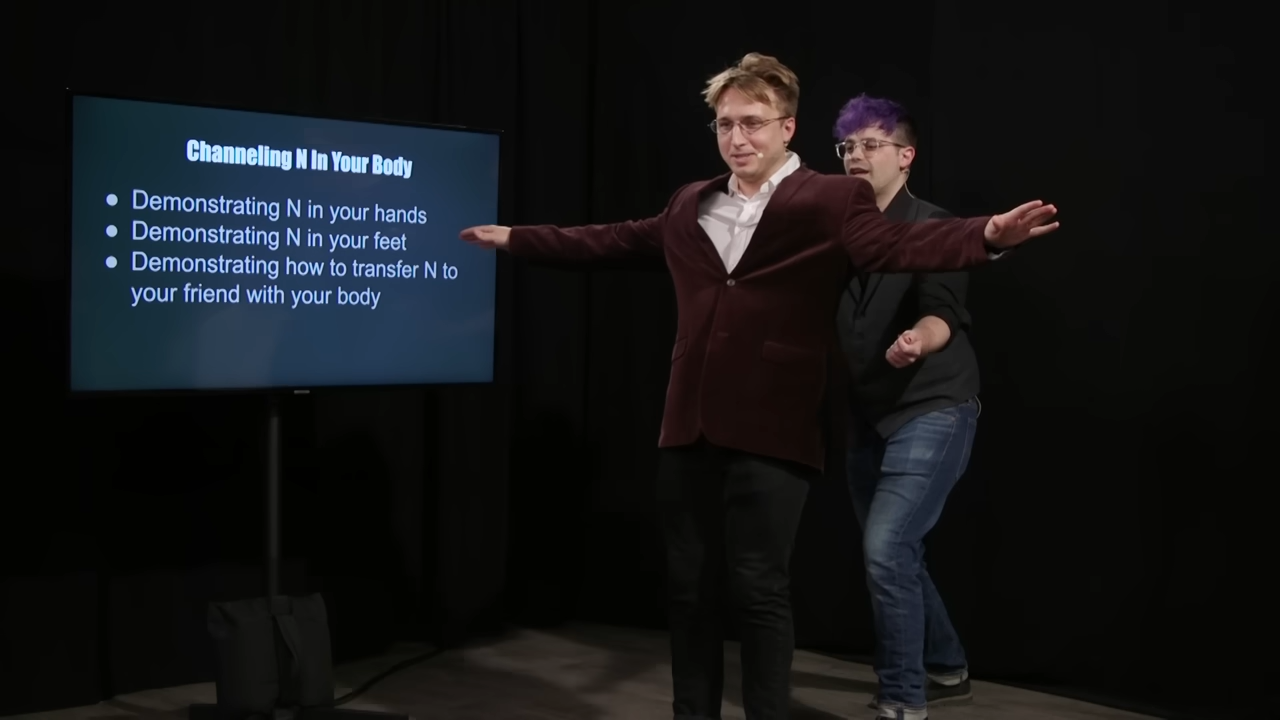 Channeling N In Your Body
● Demonstrating N in your hands
● Demonstrating N in your feet
● Demonstrating how to transfer N to
your friend with your body